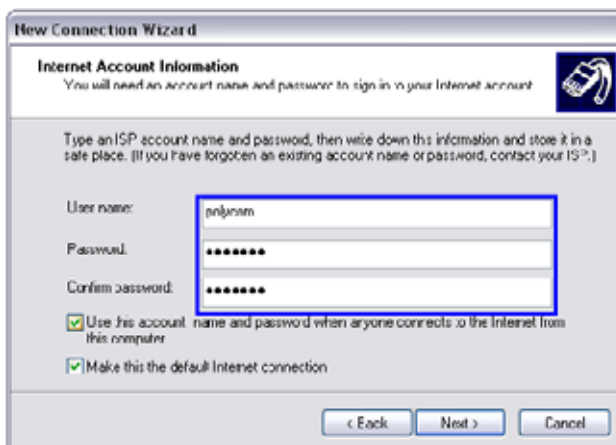 New Connection Wizard
Internet Account Information
You will need an account name and password to sign in to your Internet account
Type an ISP account name and password, then write down this information and store it in a
safe place. (If you have forgotten an existing account name or password, contact your ISP.)
User name:
polycom
Password:
•••••••
Confirm password:
•••••••
Use this account name and password when anyone connects to the Internet from
this computer
Make this the default Internet connection
< Back
Next >
Cancel